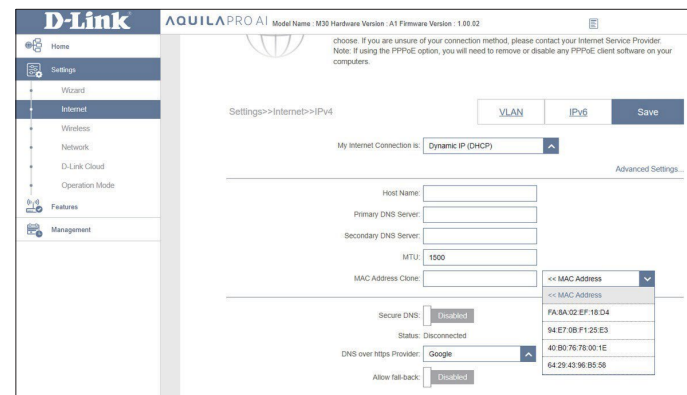 D-Link
AQUILA PRO AI Model Name : M30 Hardware Version : A1 Firmware Version : 1.00.02
Home
Settings
Wizard
Internet
Wireless
Network
D-Link Cloud
Operation Mode
Features
Management
choose. If you are unsure of your connection method, please contact your Internet Service Provider.
Note: If using the PPPoE option, you will need to remove or disable any PPPoE client software on your
computers.
Settings>>Internet>>IPv4 VLAN IPv6 Save
My Internet Connection is: Dynamic IP (DHCP)
Advanced Settings...
Host Name:
Primary DNS Server:
Secondary DNS Server:
MTU: 1500
MAC Address Clone: << MAC Address
<< MAC Address
FA:8A:02:EF:18:D4
94:E7:0B:F1:25:E3
40:B0:76:78:00:1E
64:29:43:96:B5:58
Secure DNS: Disabled
Status: Disconnected
DNS over https Provider: Google
Allow fall-back: Disabled